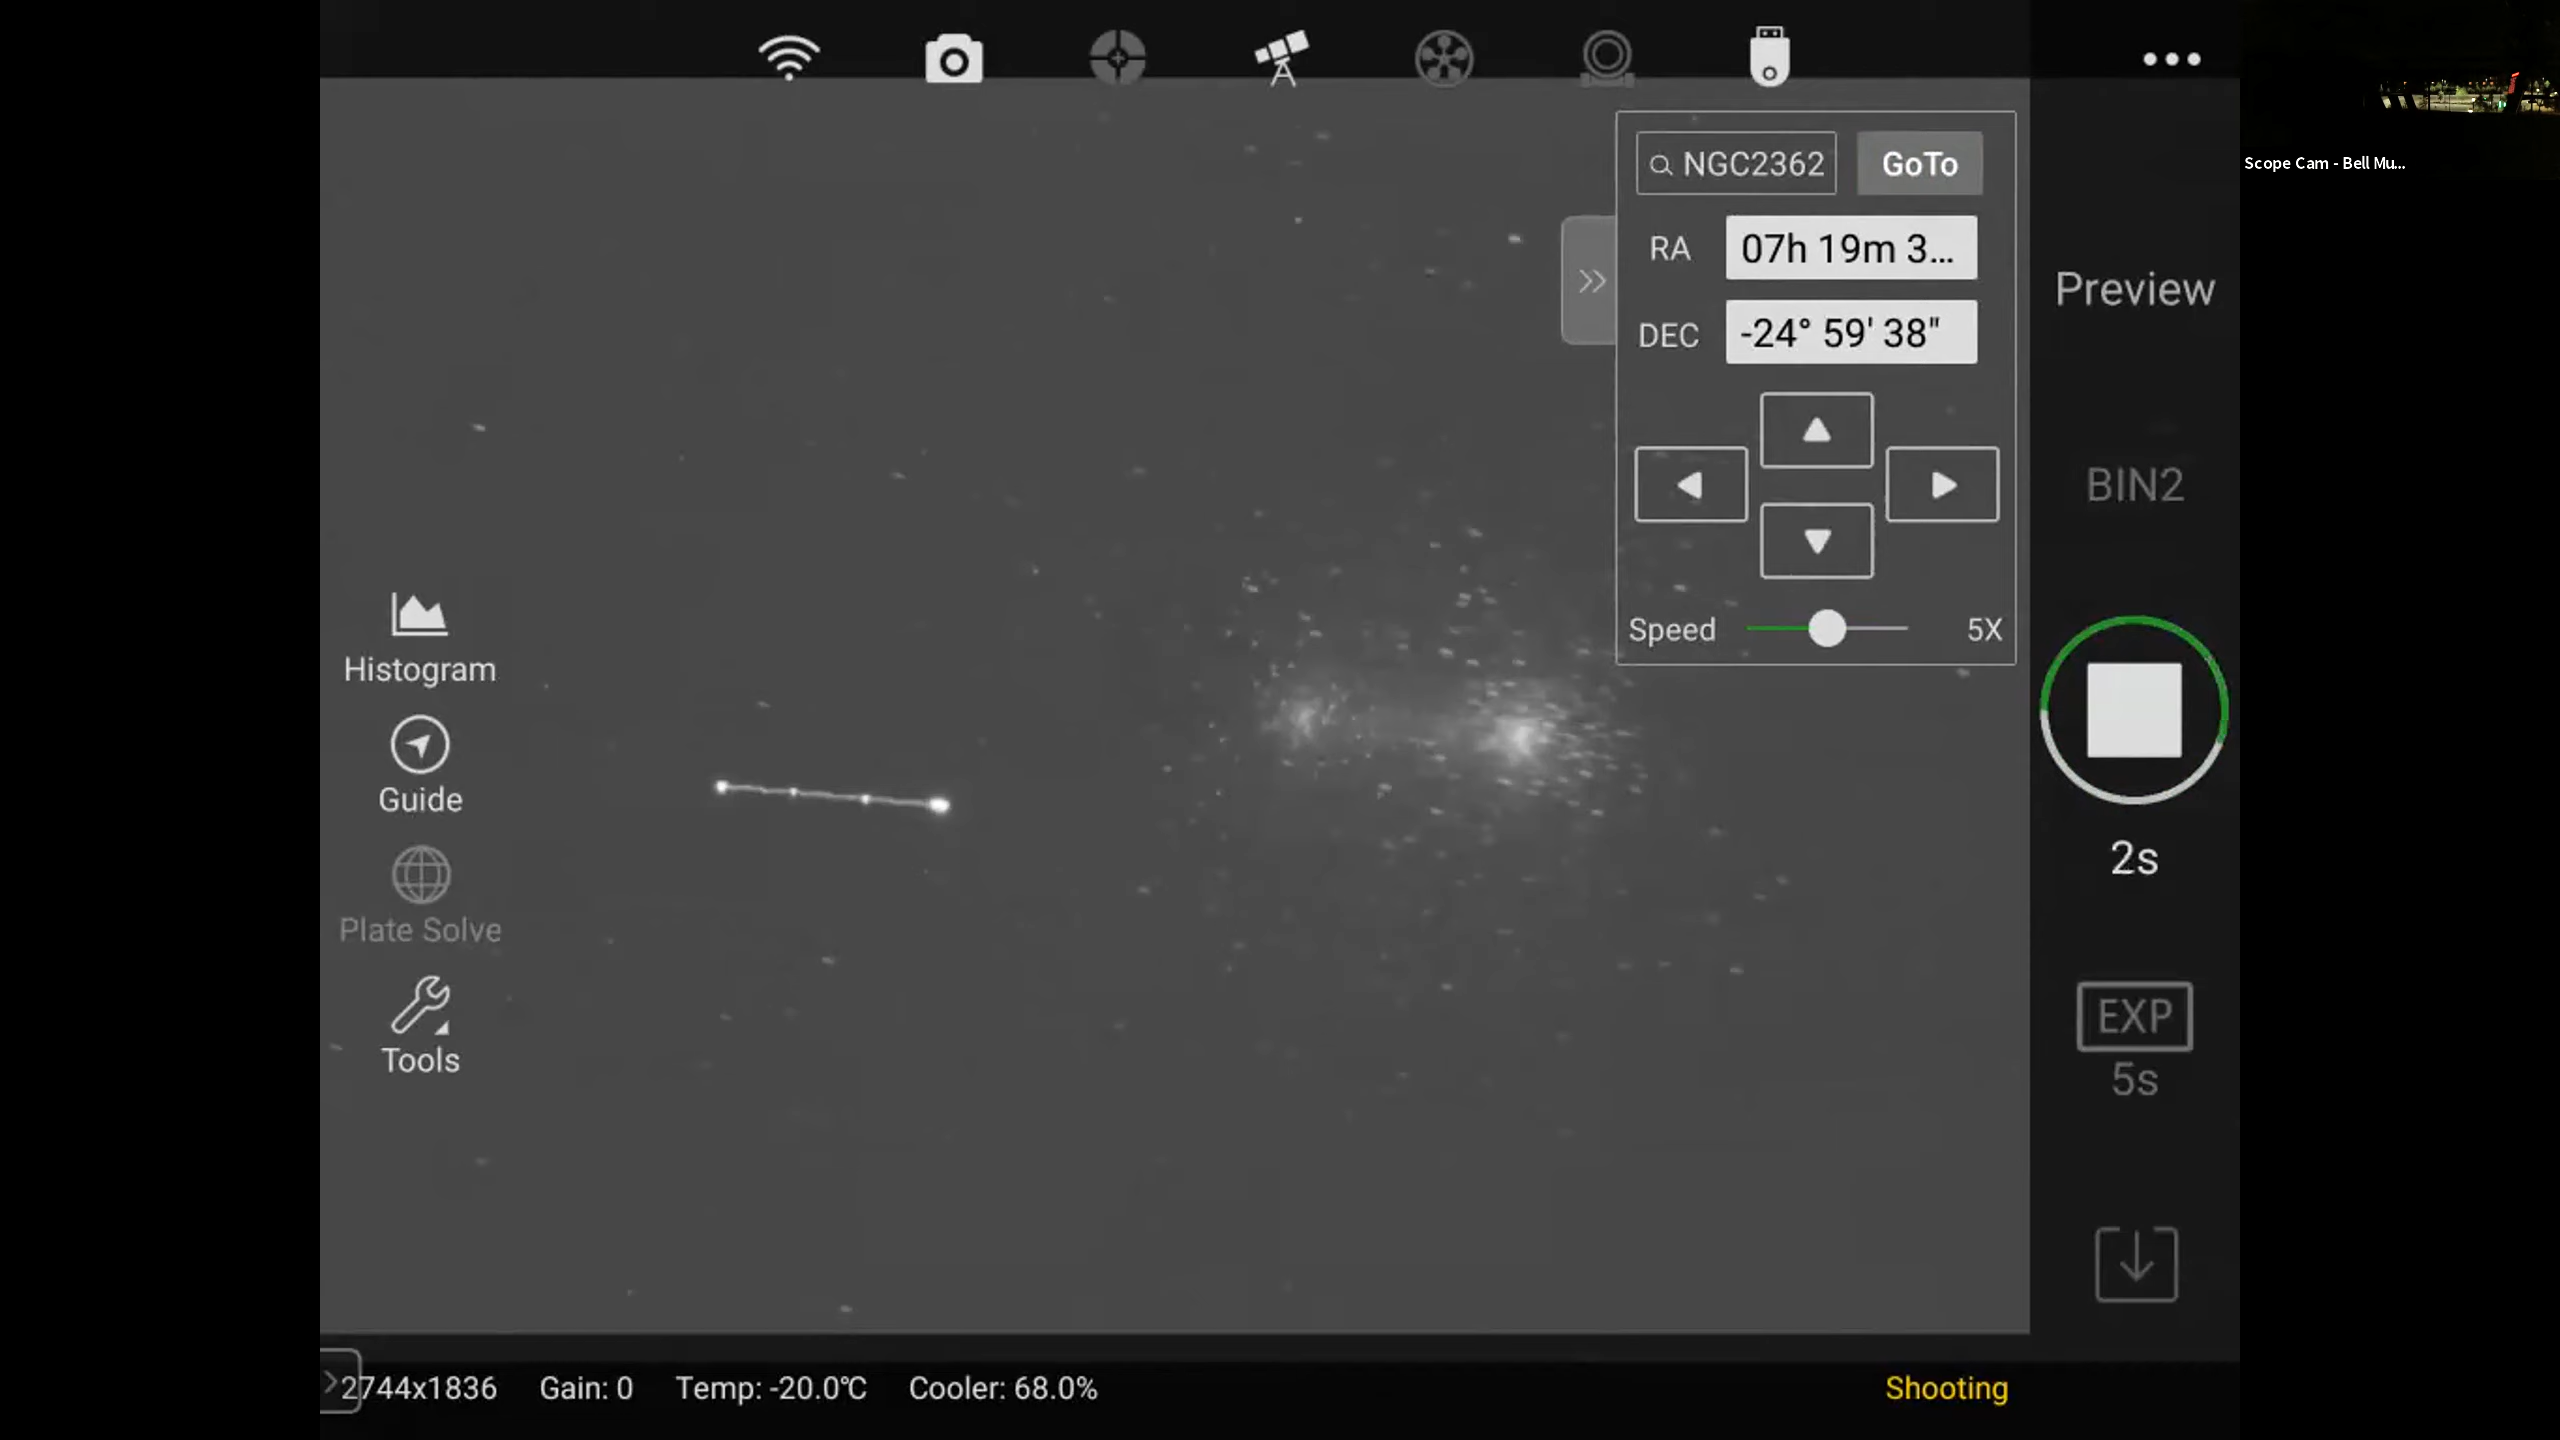 NGC2362 GoTo
RA 07h 19m 3...
DEC -24° 59' 38"
Speed 5X
Histogram
Guide
Plate Solve
Tools
Preview
BIN2
2s
EXP
5s
2744x1836 Gain: 0 Temp: -20.0℃ Cooler: 68.0% Shooting
Scope Cam - Bell Mu...